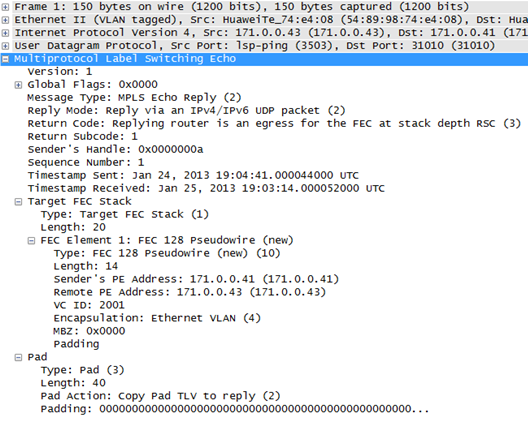 Frame 1: 150 bytes on wire (1200 bits), 150 bytes captured (1200 bits)
Ethernet II (VLAN tagged), Src: HuaweiTe_74:e4:08 (54:89:98:74:e4:08), Dst: Hua
Internet Protocol Version 4, Src: 171.0.0.43 (171.0.0.43), Dst: 171.0.0.41 (17
User Datagram Protocol, Src Port: lsp-ping (3503), Dst Port: 31010 (31010)
Multiprotocol Label Switching Echo
Version: 1
Global Flags: 0x0000
Message Type: MPLS Echo Reply (2)
Reply Mode: Reply via an IPv4/IPv6 UDP packet (2)
Return Code: Replying router is an egress for the FEC at stack depth RSC (3)
Return Subcode: 1
Sender's Handle: 0x0000000a
Sequence Number: 1
Timestamp Sent: Jan 24, 2013 19:04:41.000044000 UTC
Timestamp Received: Jan 25, 2013 19:03:14.000052000 UTC
Target FEC Stack
Type: Target FEC Stack (1)
Length: 20
FEC Element 1: FEC 128 Pseudowire (new)
Type: FEC 128 Pseudowire (new) (10)
Length: 14
Sender's PE Address: 171.0.0.41 (171.0.0.41)
Remote PE Address: 171.0.0.43 (171.0.0.43)
VC ID: 2001
Encapsulation: Ethernet VLAN (4)
MBZ: 0x0000
Padding
Pad
Type: Pad (3)
Length: 40
Pad Action: Copy Pad TLV to reply (2)
Padding: 000000000000000000000000000000000000000000000000...